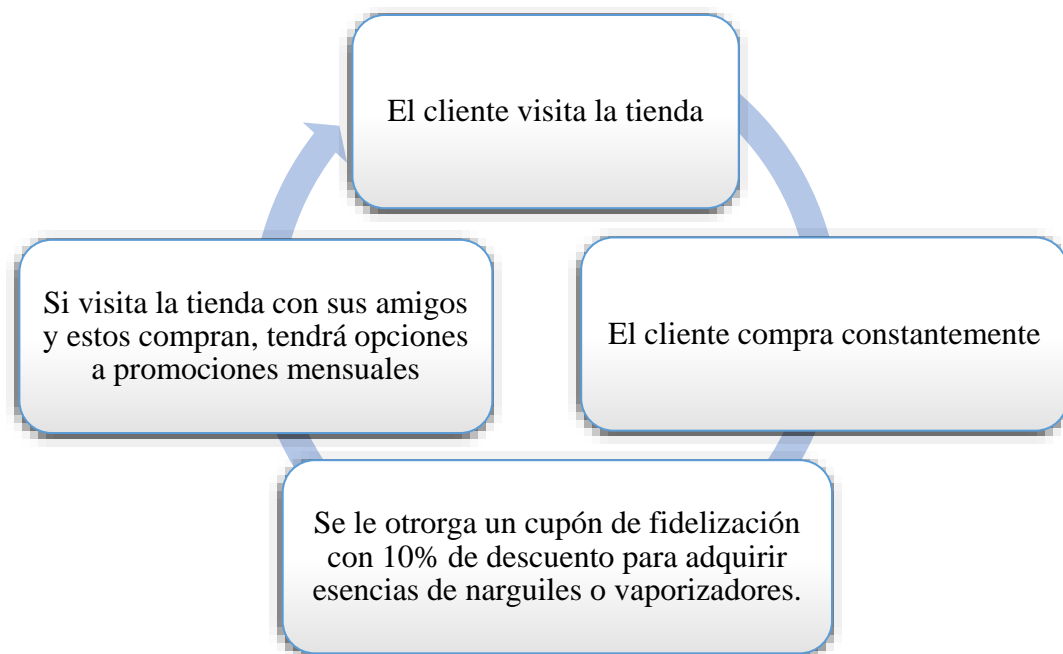 El cliente visita la tienda
El cliente compra constantemente
Se le otrorga un cupón de fidelización
con 10% de descuento para adquirir
esencias de narguiles o vaporizadores.
Si visita la tienda con sus amigos
y estos compran, tendrá opciones
a promociones mensuales